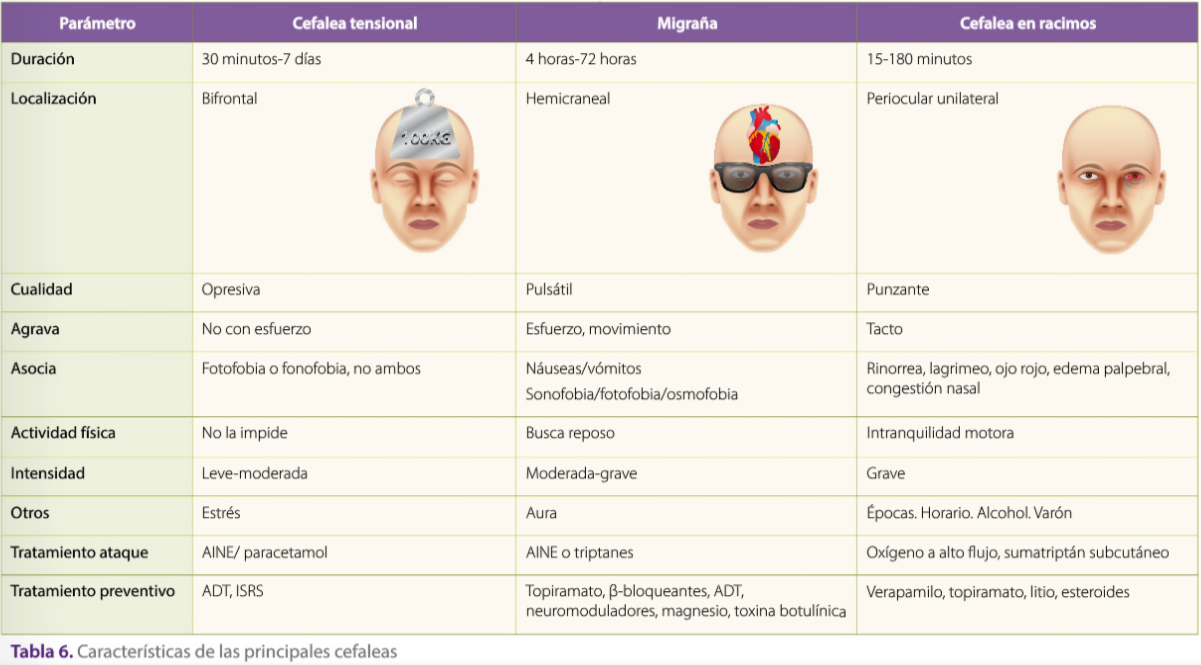 Parámetro Cefalea tensional Migraña Cefalea en racimos
Duración 30 minutos-7 días 4 horas-72 horas 15-180 minutos
Localización Bifrontal Hemicraneal Periocular unilateral
100KG
Cualidad Opresiva Pulsátil Punzante
Agrava No con esfuerzo Esfuerzo, movimiento Tacto
Asocia Fotofobia o fonofobia, no ambos Náuseas/vómitos Rinorrea, lagrimeo, ojo rojo, edema palpebral,
Sonofobia/fotofobia/osmofobia congestión nasal
Actividad física No la impide Busca reposo Intranquilidad motora
Intensidad Leve-moderada Moderada-grave Grave
Otros Estrés Aura Épocas. Horario. Alcohol. Varón
Tratamiento ataque AINE/ paracetamol AINE o triptanes Oxígeno a alto flujo, sumatriptán subcutáneo
Tratamiento preventivo ADT, ISRS Topiramato, β-bloqueantes, ADT, Verapamilo, topiramato, litio, esteroides
neuromoduladores, magnesio, toxina botulínica
Tabla 6. Características de las principales cefaleas